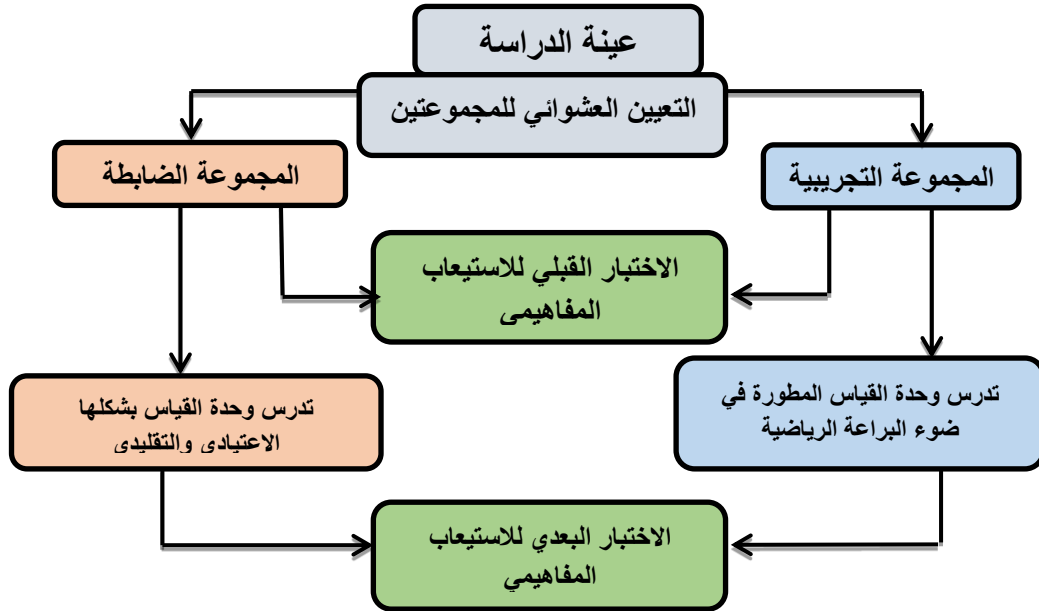 عينة الدراسة
التعيين العشوائي للمجموعتين
المجموعة التجريبية
المجموعة الضابطة
الاختبار القبلي للاستيعاب
المفاهيمى
تدرس وحدة القياس المطورة في
ضوء البراعة الرياضية
تدرس وحدة القياس بشكلها
الاعتيادى والتقليدى
الاختبار البعدي للاستيعاب
المفاهيمي